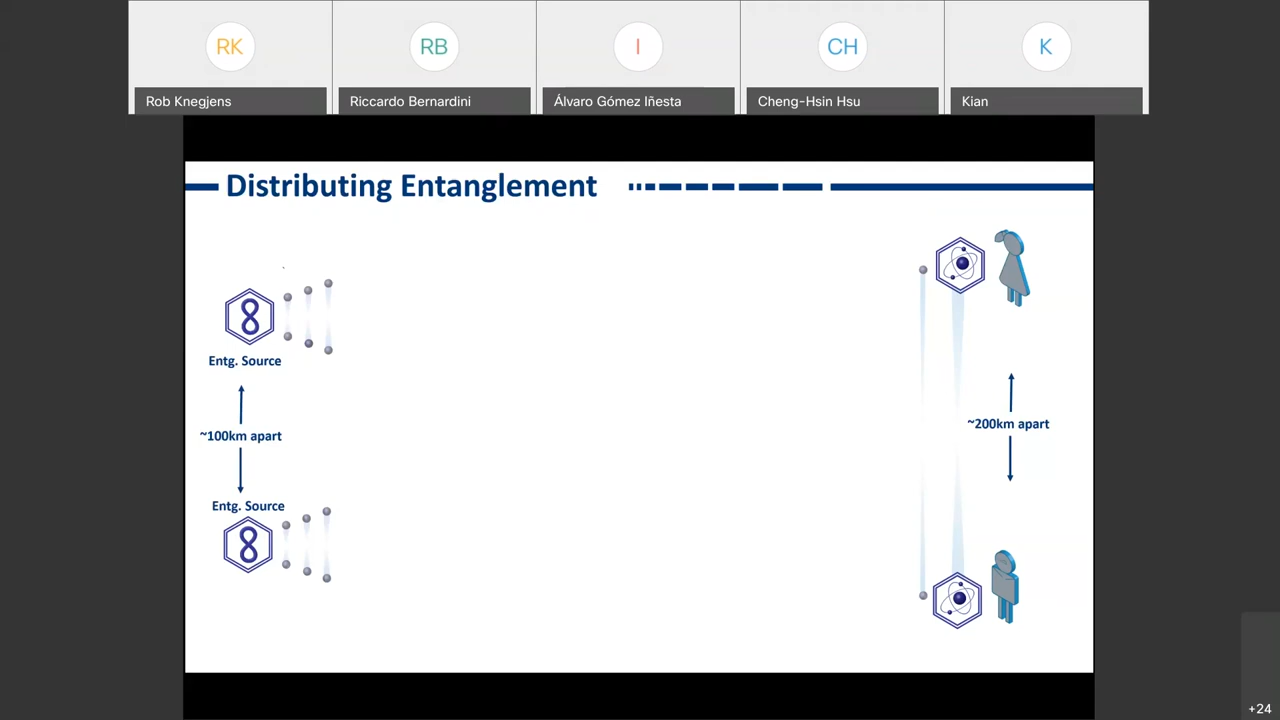 RK
RB
I
CH
K
Rob Knegjens
Riccardo Bernardini
Álvaro Gómez Iñesta
Cheng-Hsin Hsu
Kian
Distributing Entanglement
Entg. Source
~100km apart
Entg. Source
~200km apart
+24